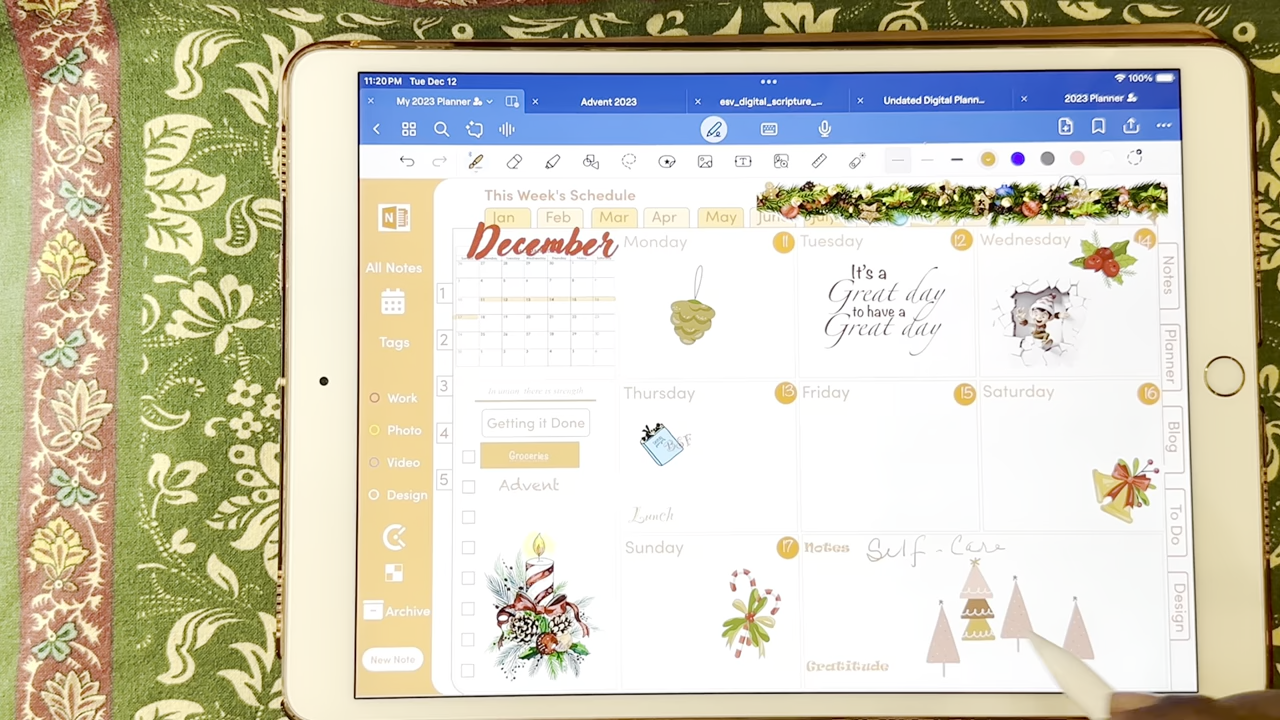 11:20 PM Tue Dec 12
100%
My 2023 Planner
Advent 2023
esv_digital_scripture_...
Undated Digital Plann...
2023 Planner
This Week's Schedule
Jan Feb Mar Apr May
December
All Notes
Tags
Work
Photo
Video
Design
Archive
New Note
1
2
3
4
5
Getting it Done
Groceries
Advent
Monday 11
Tuesday 12
It's a
Great day
to have a
Great day
Wednesday 14
Thursday 13
Lunch
Friday 15
Saturday 16
Sunday 17
Notes Self-Care
Gratitude
Notes
Planner
Blog
To Do
Design